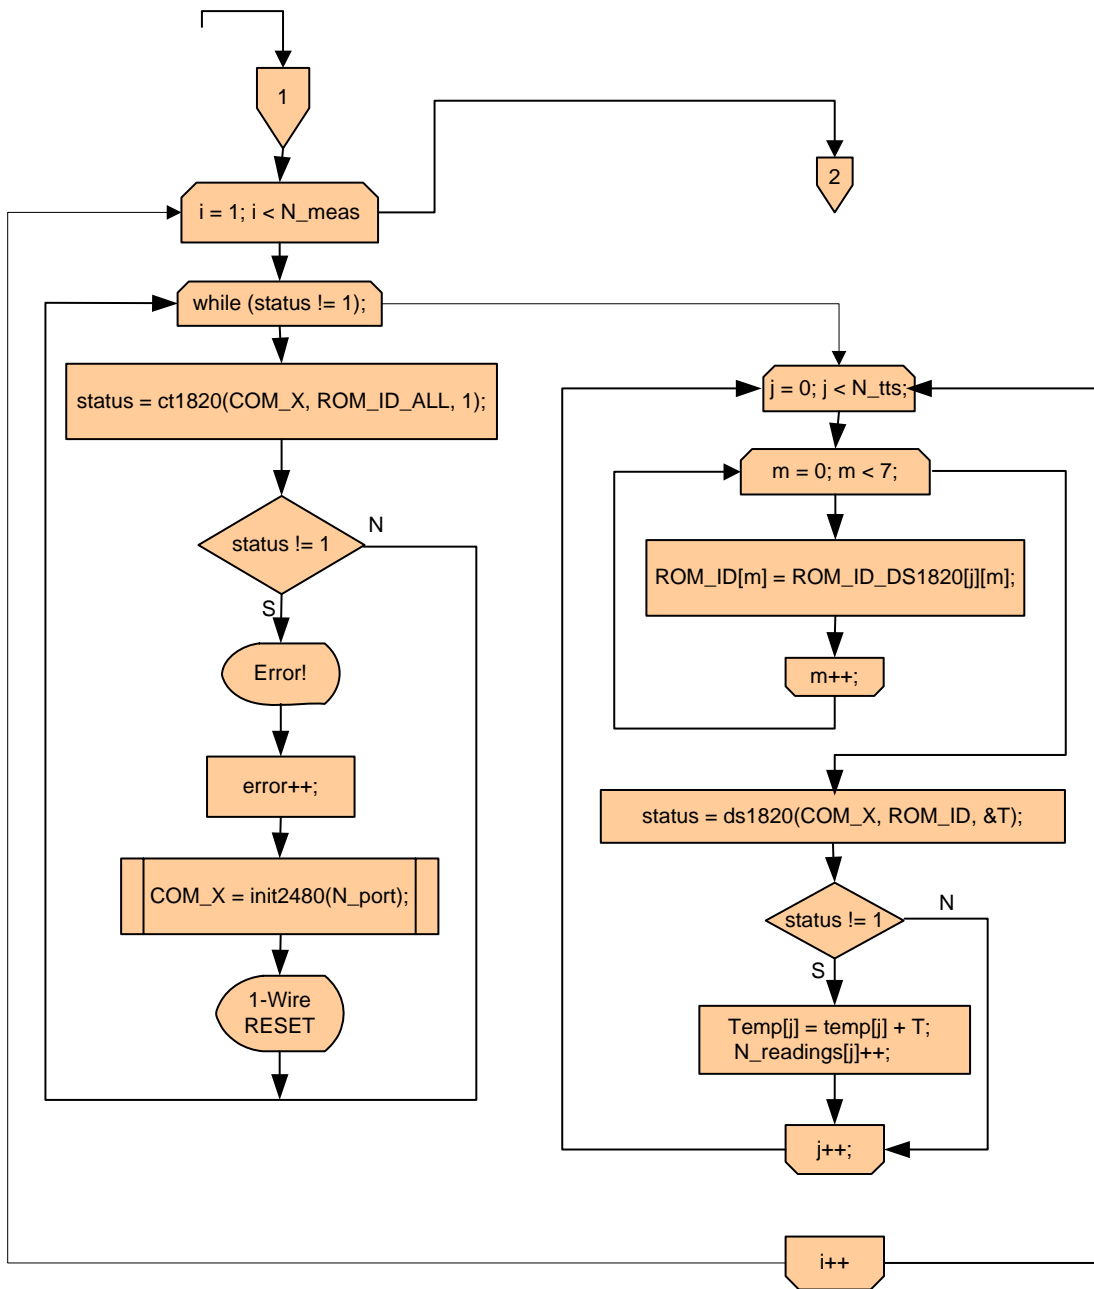 1
2
i = 1; i < N_meas
while (status != 1);
status = ct1820(COM_X, ROM_ID_ALL, 1);
status != 1
N
S
Error!
error++;
COM_X = init2480(N_port);
1-Wire
RESET
j = 0; j < N_tts;
m = 0; m < 7;
ROM_ID[m] = ROM_ID_DS1820[j][m];
m++;
status = ds1820(COM_X, ROM_ID, &T);
status != 1
N
S
Temp[j] = temp[j] + T;
N_readings[j]++;
j++;
i++